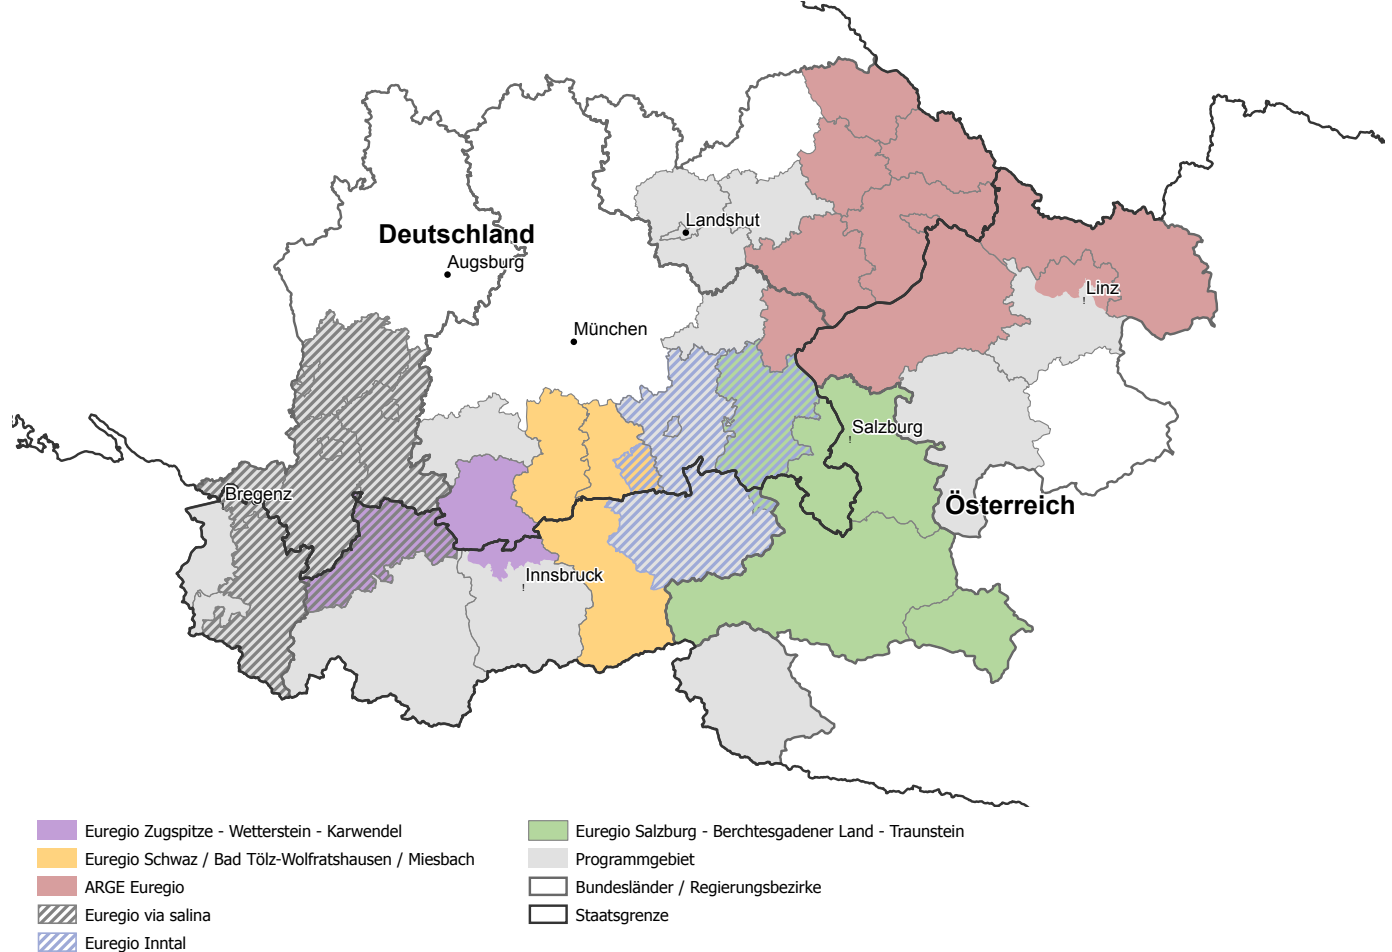 Landshut
Deutschland
Augsburg
Linz
München
Salzburg
Bregenz
Österreich
Innsbruck
Euregio Zugspitze - Wetterstein - Karwendel
Euregio Schwaz / Bad Tölz-Wolfratshausen / Miesbach
ARGE Euregio
Euregio via salina
Euregio Inntal
Euregio Salzburg - Berchtesgadener Land - Traunstein
Programmgebiet
Bundesländer / Regierungsbezirke
Staatsgrenze